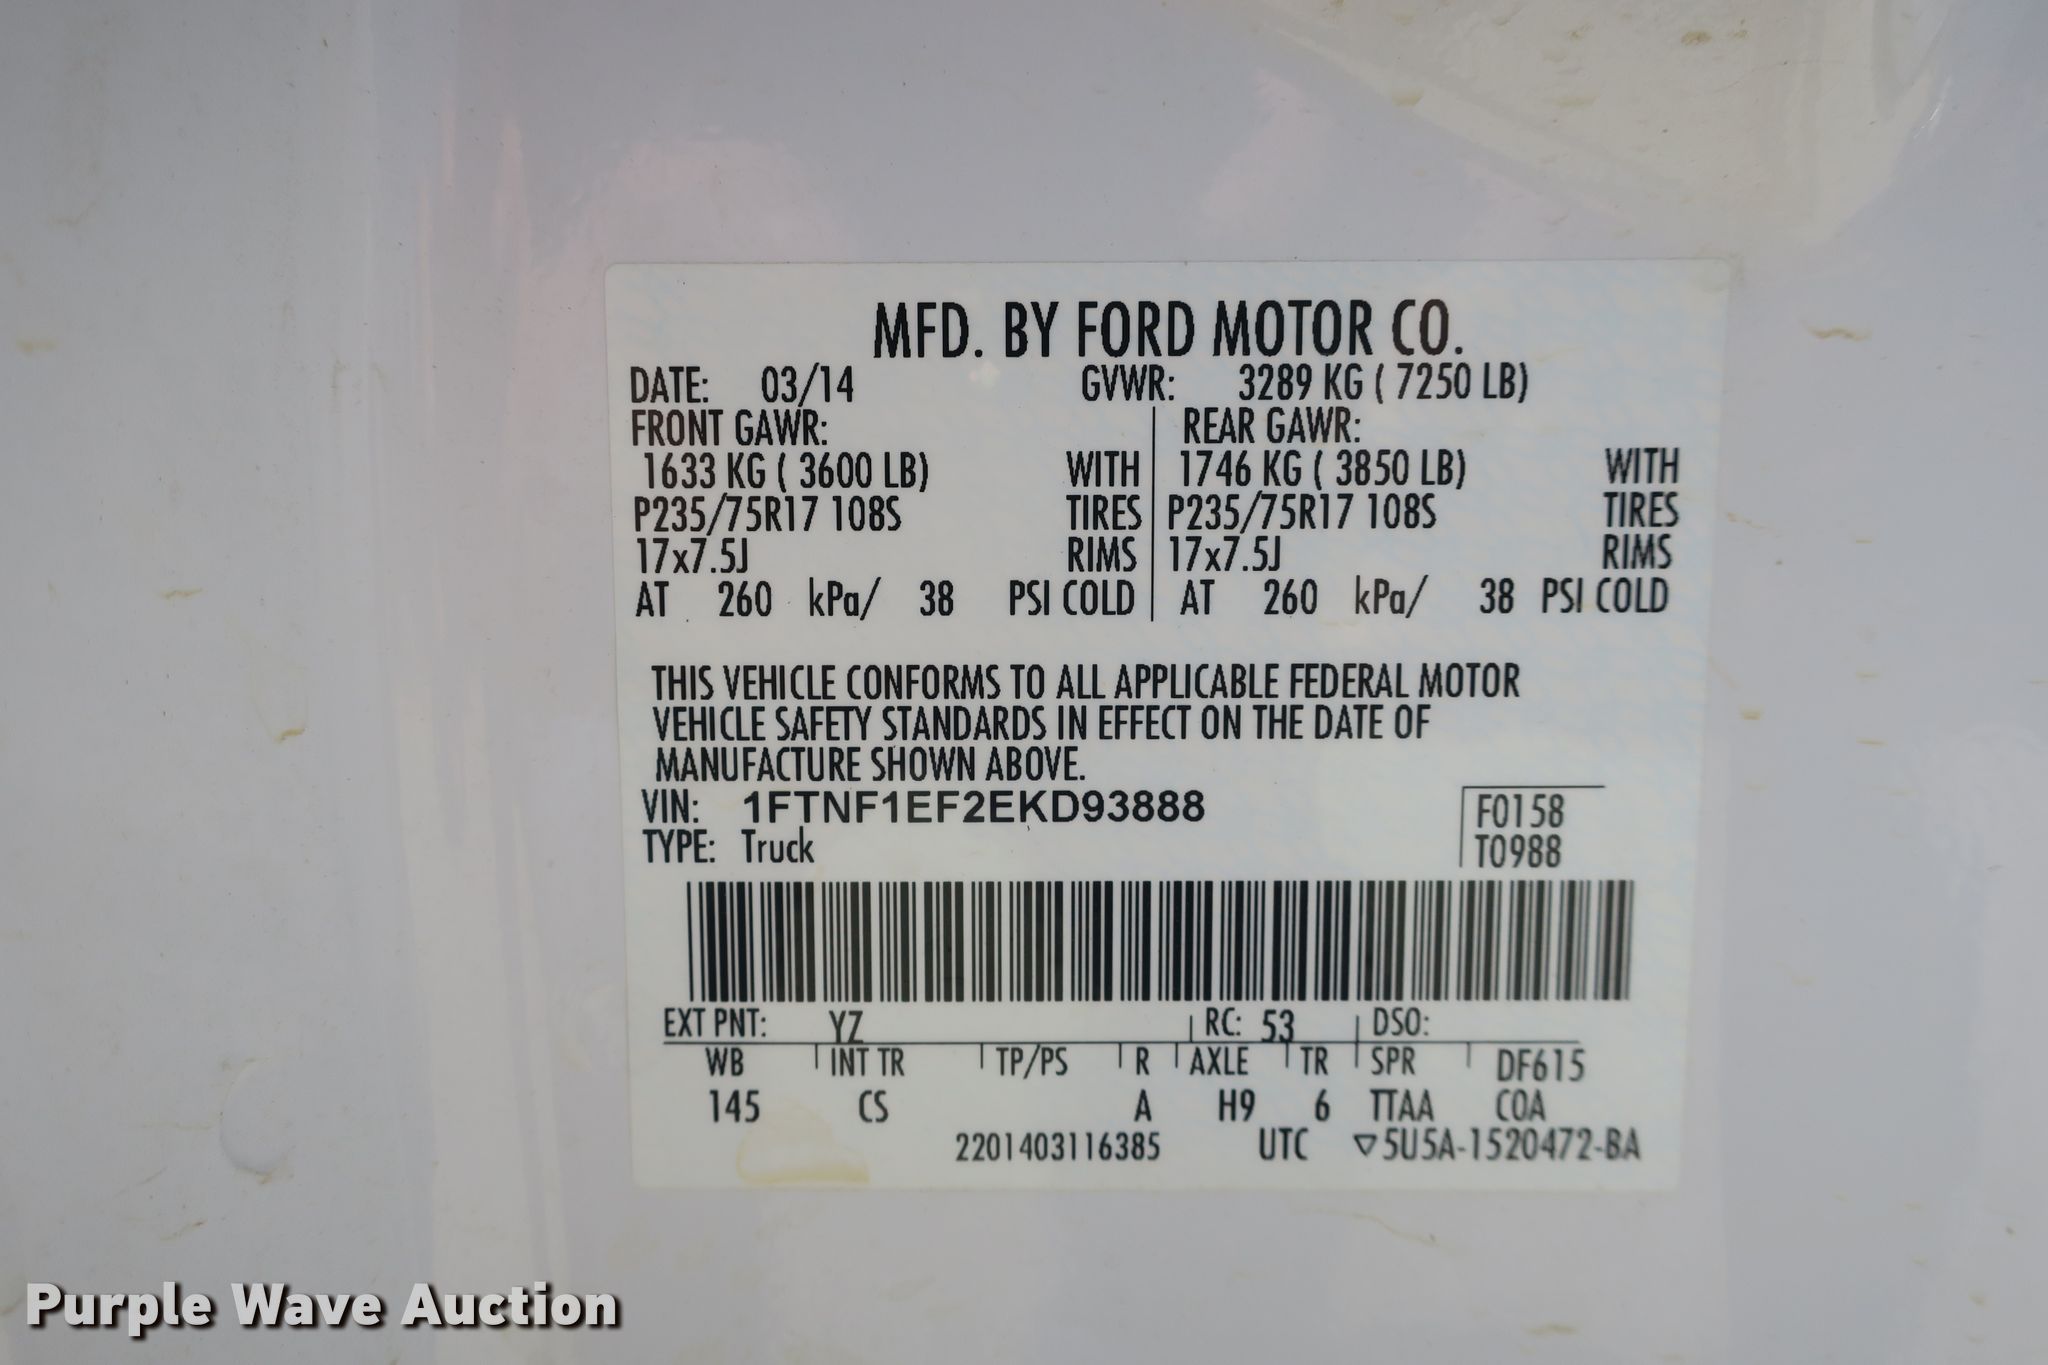 MFD. BY FORD MOTOR CO.
DATE: 03/14 GVWR: 3289 KG ( 7250 LB)
FRONT GAWR: REAR GAWR:
1633 KG ( 3600 LB) WITH 1746 KG ( 3850 LB) WITH
P235/75R17 108S TIRES P235/75R17 108S TIRES
17x7.5J RIMS 17x7.5J RIMS
AT 260 kPa/ 38 PSI COLD AT 260 kPa/ 38 PSI COLD
THIS VEHICLE CONFORMS TO ALL APPLICABLE FEDERAL MOTOR
VEHICLE SAFETY STANDARDS IN EFFECT ON THE DATE OF
MANUFACTURE SHOWN ABOVE.
VIN: 1FTNF1EF2EKD93888 F0158
TYPE: Truck T0988
EXT PNT: YZ RC: 53 DSO:
WB INT TR TP/PS R AXLE TR SPR DF615
145 CS A H9 6 TTAA COA
2201403116385 UTC ▽5U5A-1520472-BA
Purple Wave Auction